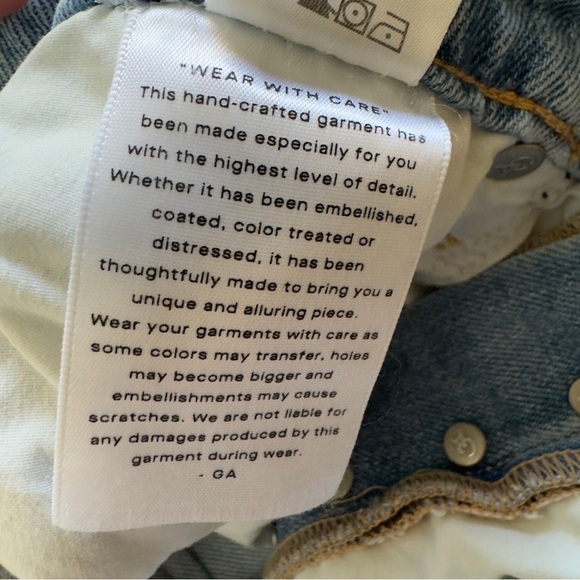 "WEAR WITH CARE"
This hand-crafted garment has
been made especially for you
with the highest level of detail.
Whether it has been embellished,
coated, color treated or
distressed, it has been
thoughtfully made to bring you a
unique and alluring piece.
Wear your garments with care as
some colors may transfer, holes
may become bigger and
embellishments may cause
scratches. We are not liable for
any damages produced by this
garment during wear.
- GA